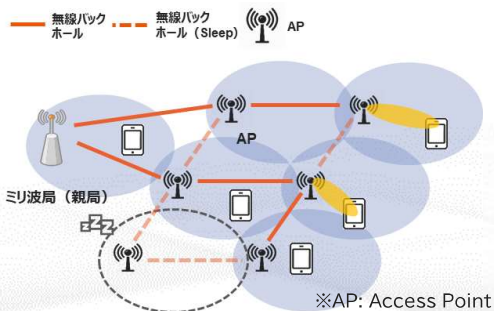 無線バック
ホール
無線バック
ホール（Sleep）
AP
AP
ミリ波局（親局）
zZZ
※AP: Access Point